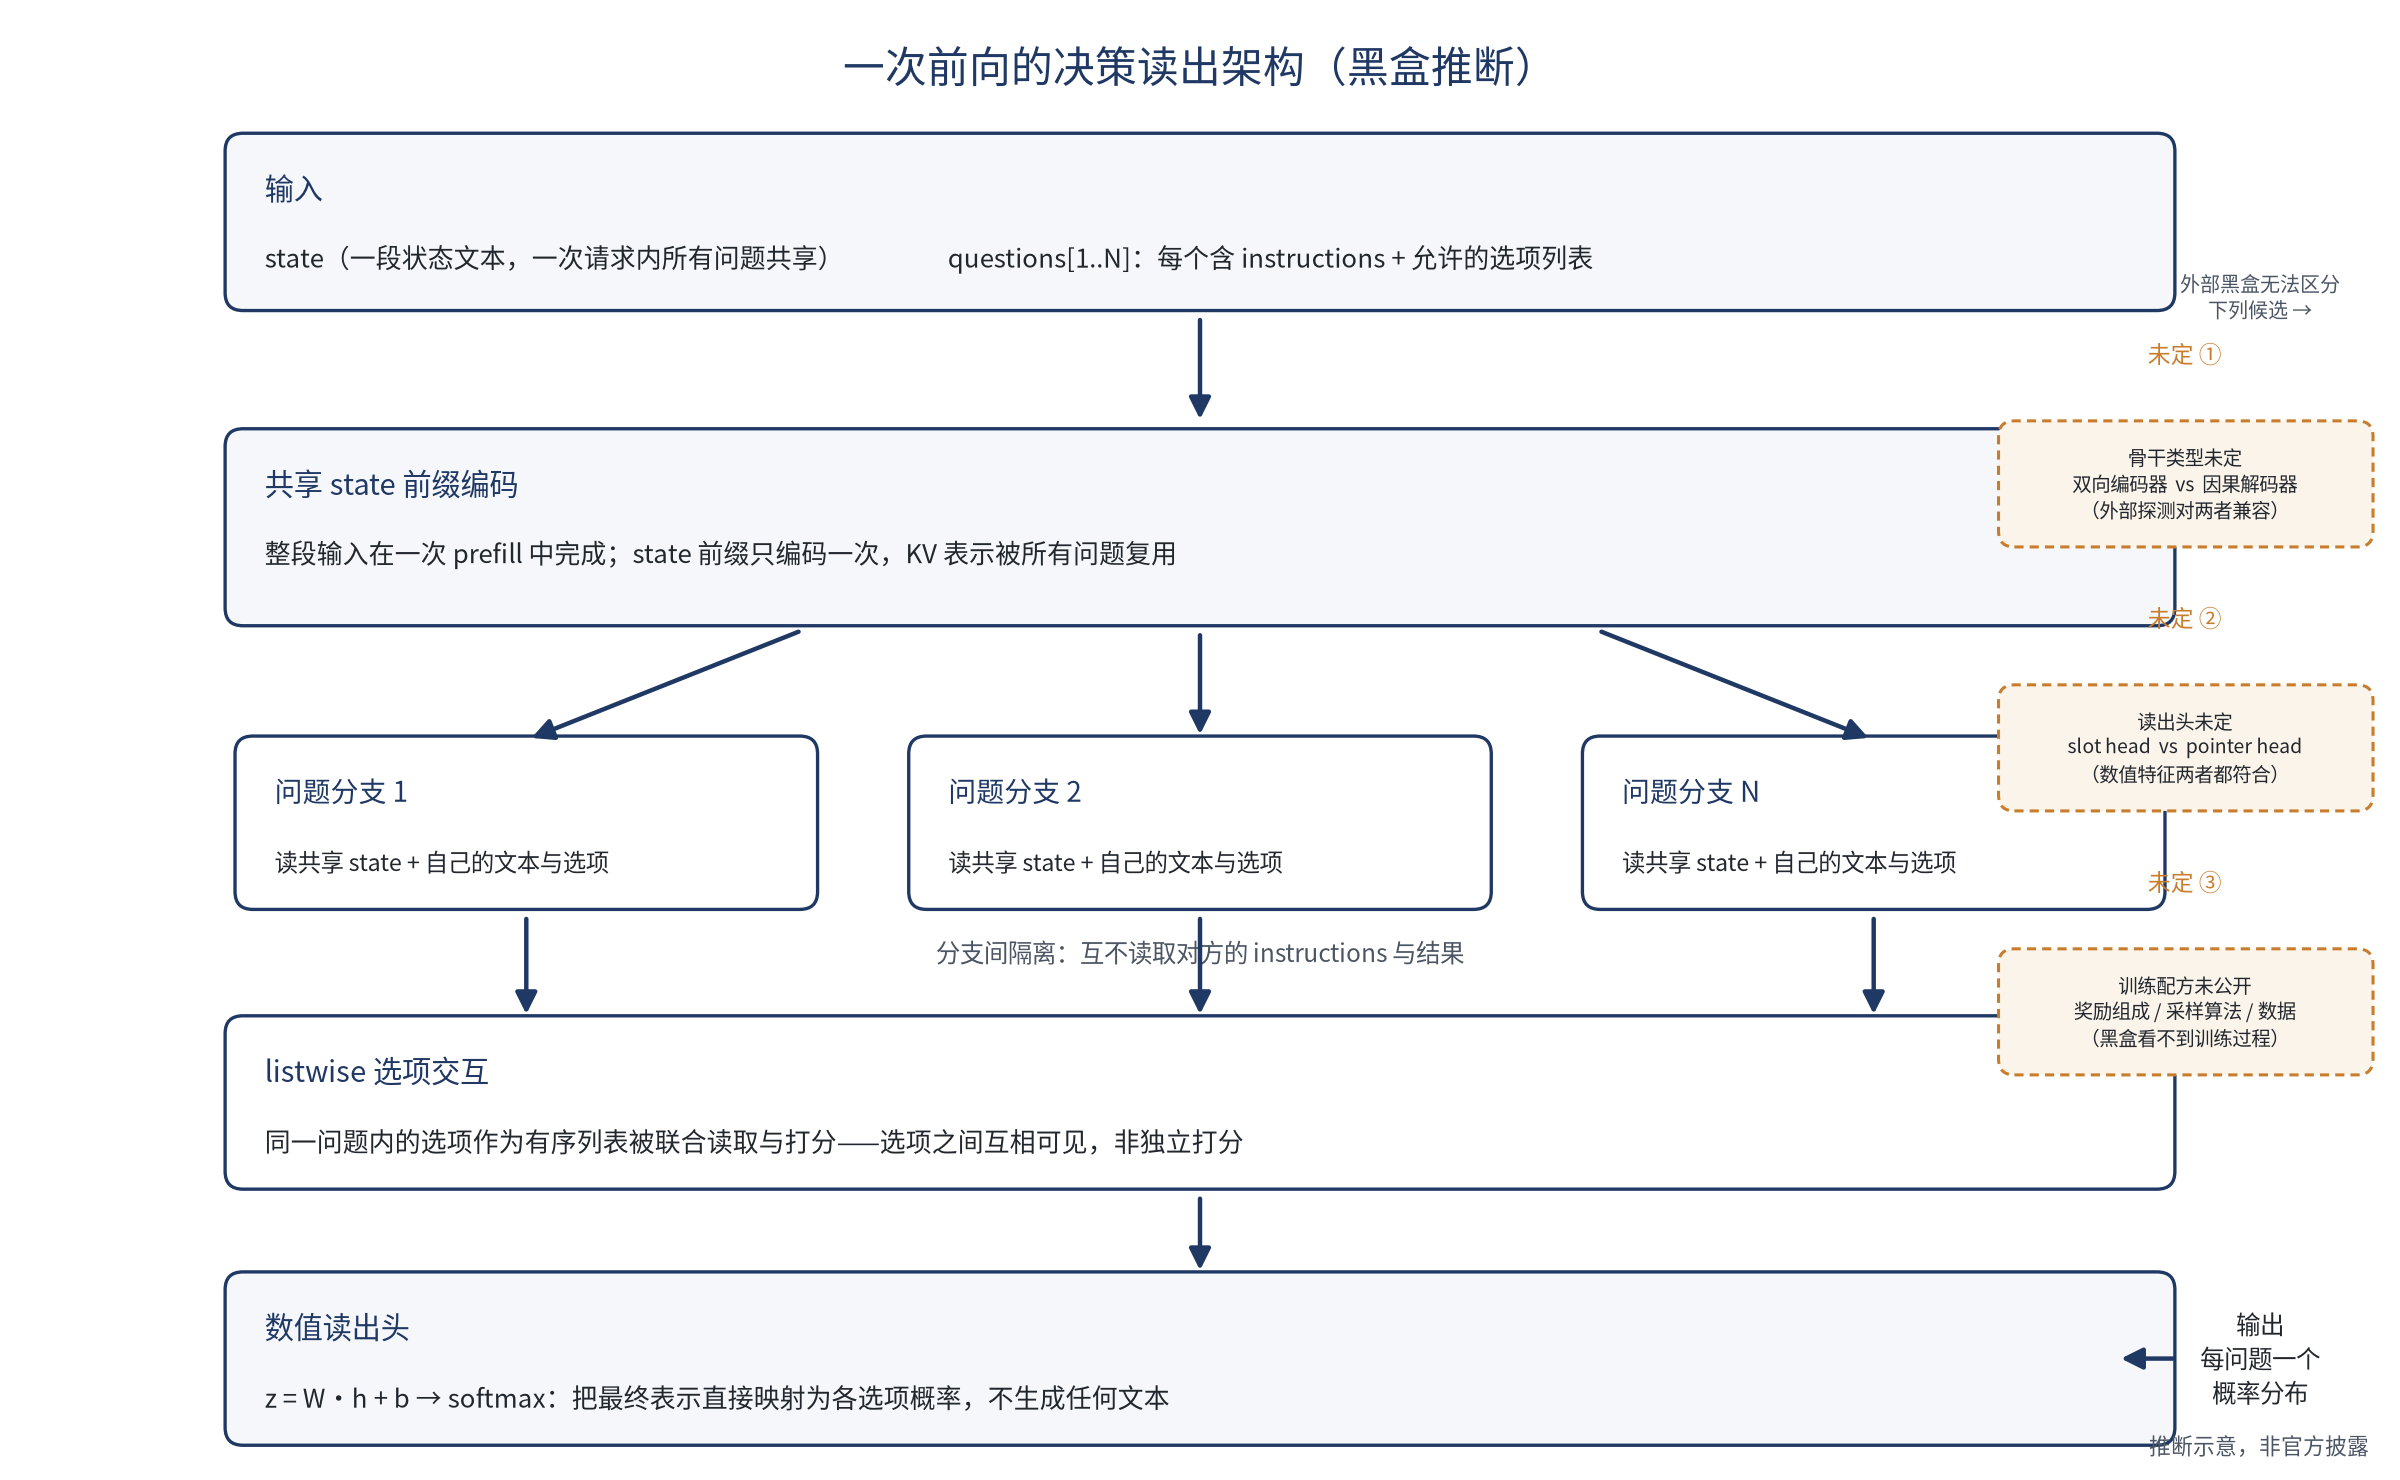 一次前向的决策读出架构（黑盒推断）
输入
state（一段状态文本，一次请求内所有问题共享）
questions[1..N]：每个含 instructions + 允许的选项列表
外部黑盒无法区分
下列候选 →
未定 ①
共享 state 前缀编码
整段输入在一次 prefill 中完成；state 前缀只编码一次，KV 表示被所有问题复用
骨干类型未定
双向编码器 vs 因果解码器
（外部探测对两者兼容）
未定 ②
问题分支 1
读共享 state + 自己的文本与选项
问题分支 2
读共享 state + 自己的文本与选项
问题分支 N
读共享 state + 自己的文本与选项
读出头未定
slot head vs pointer head
（数值特征两者都符合）
未定 ③
分支间隔离：互不读取对方的 instructions 与结果
训练配方未公开
奖励组成 / 采样算法 / 数据
（黑盒看不到训练过程）
listwise 选项交互
同一问题内的选项作为有序列表被联合读取与打分——选项之间互相可见，非独立打分
数值读出头
z = W · h + b → softmax：把最终表示直接映射为各选项概率，不生成任何文本
输出
每问题一个
概率分布
推断示意，非官方披露